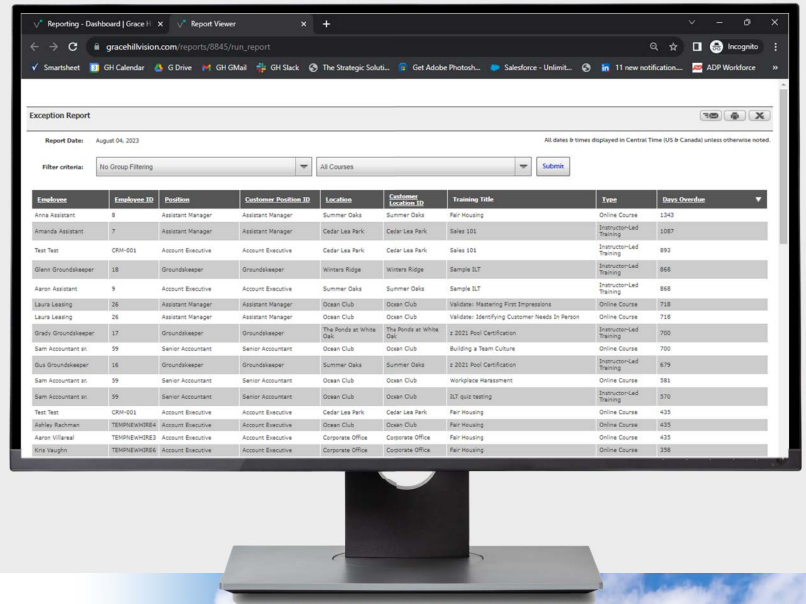 Reporting - Dashboard | Grace H
Report Viewer
gracehillvision.com/reports/8845/run_report
Incognito
Smartsheet GH Calendar G Drive GH GMail GH Slack The Strategic Soluti... Get Adobe Photosh... Salesforce - Unlimit... 11 new notification.... ADP Workforce »
Exception Report
Report Date: August 04, 2023 All dates & times displayed in Central Time (US & Canada) unless otherwise noted.
Filter criteria: No Group Filtering All Courses Submit
Employee Employee ID Position Customer Position ID Location Customer Location ID Training Title Type Days Overdue
Anna Assistant 8 Assistant Manager Assistant Manager Summer Oaks Summer Oaks Fair Housing Online Course 1343
Amanda Assistant 7 Assistant Manager Assistant Manager Cedar Lea Park Cedar Lea Park Sales 101 Instructor-Led Training 1087
Test Test CRM-001 Account Executive Account Executive Cedar Lea Park Cedar Lea Park Sales 101 Instructor-Led Training 893
Glenn Groundskeeper 18 Groundskeeper Groundskeeper Winters Ridge Winters Ridge Sample ILT Instructor-Led Training 868
Aaron Assistant 9 Account Executive Account Executive Summer Oaks Summer Oaks Sample ILT Instructor-Led Training 868
Laura Leasing 26 Assistant Manager Assistant Manager Ocean Club Ocean Club Validate: Mastering First Impressions Online Course 718
Laura Leasing 26 Assistant Manager Assistant Manager Ocean Club Ocean Club Validate: Identifying Customer Needs In Person Online Course 718
Grady Groundskeeper 17 Groundskeeper Groundskeeper The Ponds at White Oak The Ponds at White Oak z 2021 Pool Certification Instructor-Led Training 700
Sam Accountant sr. 39 Senior Accountant Senior Accountant Ocean Club Ocean Club Building a Team Culture Online Course 700
Gus Groundskeeper 16 Groundskeeper Groundskeeper Summer Oaks Summer Oaks z 2021 Pool Certification Instructor-Led Training 679
Sam Accountant sr. 39 Senior Accountant Senior Accountant Ocean Club Ocean Club Workplace Harassment Online Course 581
Sam Accountant sr. 39 Senior Accountant Senior Accountant Ocean Club Ocean Club ILT quiz testing Instructor-Led Training 570
Test Test CRM-001 Account Executive Account Executive Cedar Lea Park Cedar Lea Park Fair Housing Online Course 435
Ashley Rachman TEMPNEWHIRE4 Account Executive Account Executive Corporate Office Corporate Office Fair Housing Online Course 435
Aaron Villareal TEMPNEWHIRE3 Account Executive Account Executive Corporate Office Corporate Office Fair Housing Online Course 435
Kris Vaughn TEMPNEWHIRE6 Account Executive Account Executive Corporate Office Corporate Office Fair Housing Online Course 358